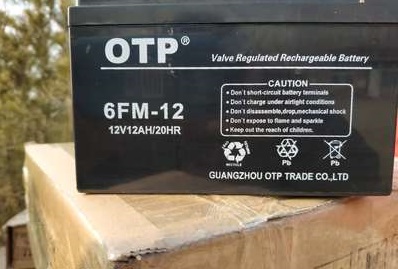 OTP®
Valve Regulated Rechargeable Battery
6FM-12
12V12AH/20HR
CAUTION
• Don't short-circuit battery terminals
• Don't charge under airtight conditions
• Don't disassemble,drop,mechanical shock
• Don't expose to flame and sparkle
• Keep out the reach of children.
RECYCLE
Pb
Pb
GUANGZHOU OTP TRADE CO.,LTD